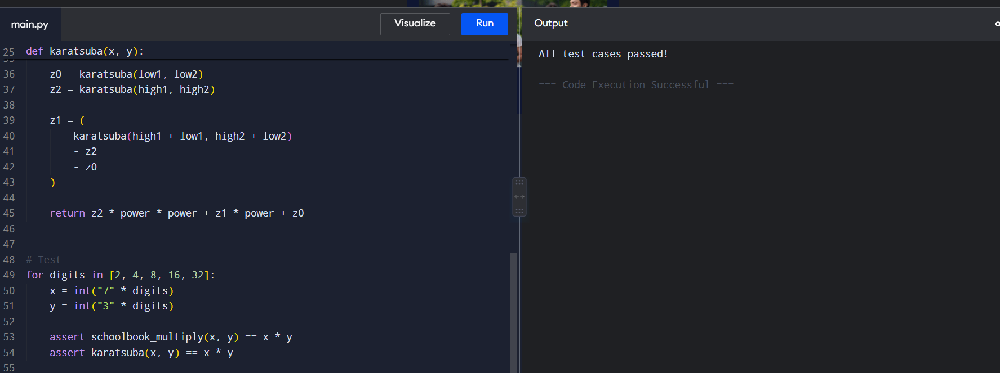 main.py
Visualize
Run
Output
25 def karatsuba(x, y):
36     z0 = karatsuba(low1, low2)
37     z2 = karatsuba(high1, high2)
38
39     z1 = (
40         karatsuba(high1 + low1, high2 + low2)
41         - z2
42         - z0
43     )
44
45     return z2 * power * power + z1 * power + z0
46
47
48 # Test
49 for digits in [2, 4, 8, 16, 32]:
50     x = int("7" * digits)
51     y = int("3" * digits)
52
53     assert schoolbook_multiply(x, y) == x * y
54     assert karatsuba(x, y) == x * y
55
All test cases passed!
=== Code Execution Successful ===